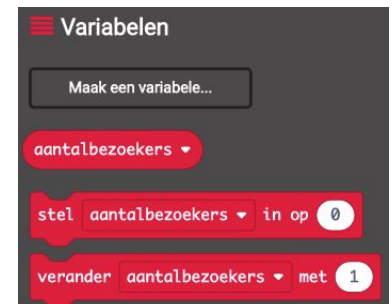 Variabelen
Maak een variabele...
aantalbezoekers
stel aantalbezoekers in op 0
verander aantalbezoekers met 1